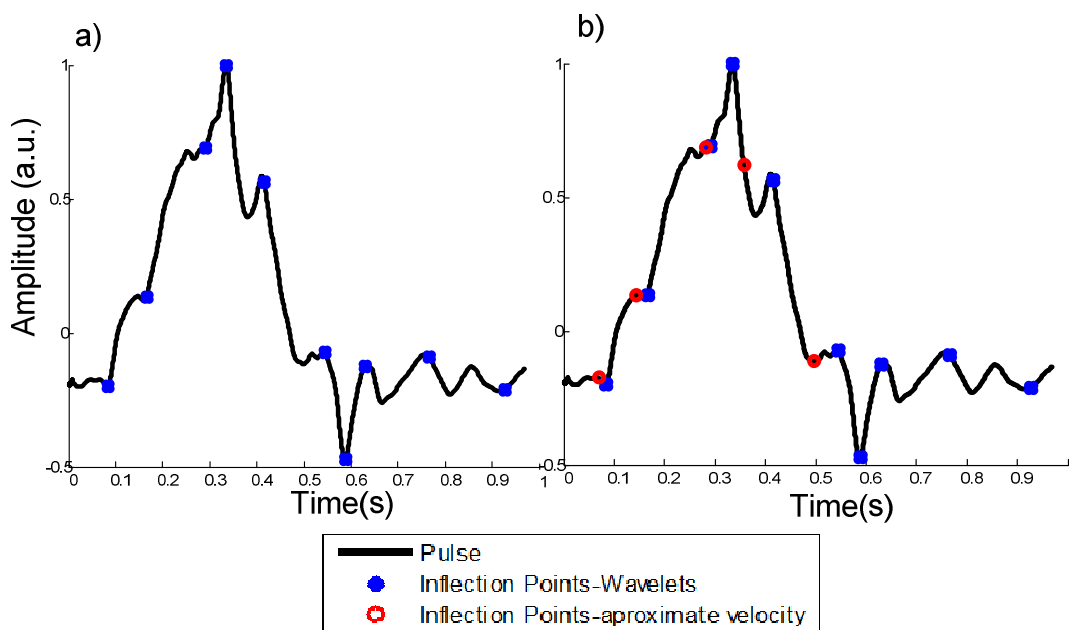 a)
b)
Amplitude (a.u.)
1
0.5
0
-0.5
0 0.1 0.2 0.3 0.4 0.5 0.6 0.7 0.8 0.9 1
Time(s)
1
0.5
0
-0.5
0 0.1 0.2 0.3 0.4 0.5 0.6 0.7 0.8 0.9
Time(s)
Pulse
Inflection Points-Wavelets
Inflection Points-aproximate velocity